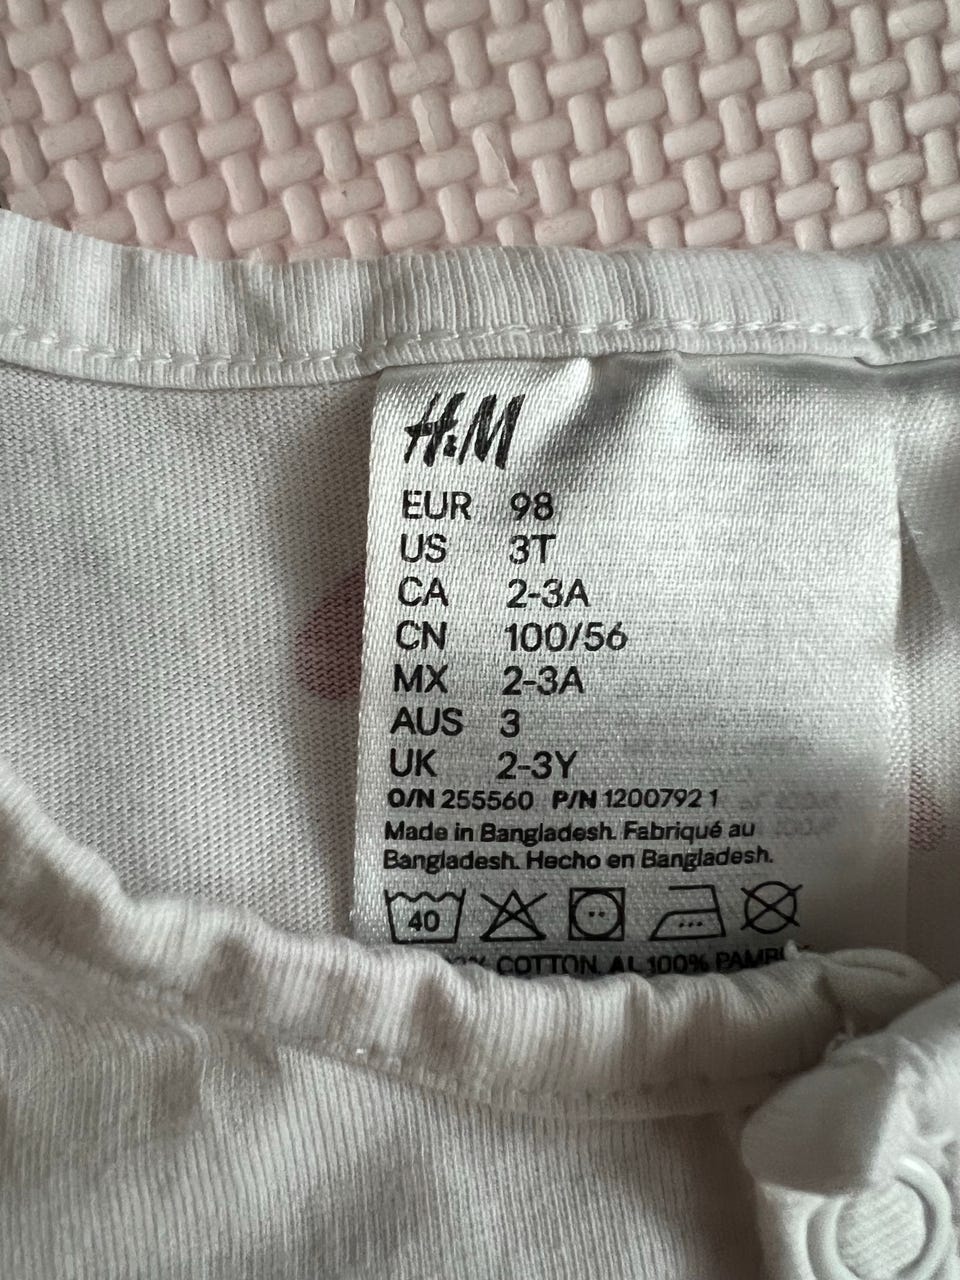 H&M
EUR 98
US 3T
CA 2-3A
CN 100/56
MX 2-3A
AUS 3
UK 2-3Y
O/N 255560 P/N 1200792 1
Made in Bangladesh. Fabriqué au
Bangladesh. Hecho en Bangladesh.
40
COTTON. AL 100%